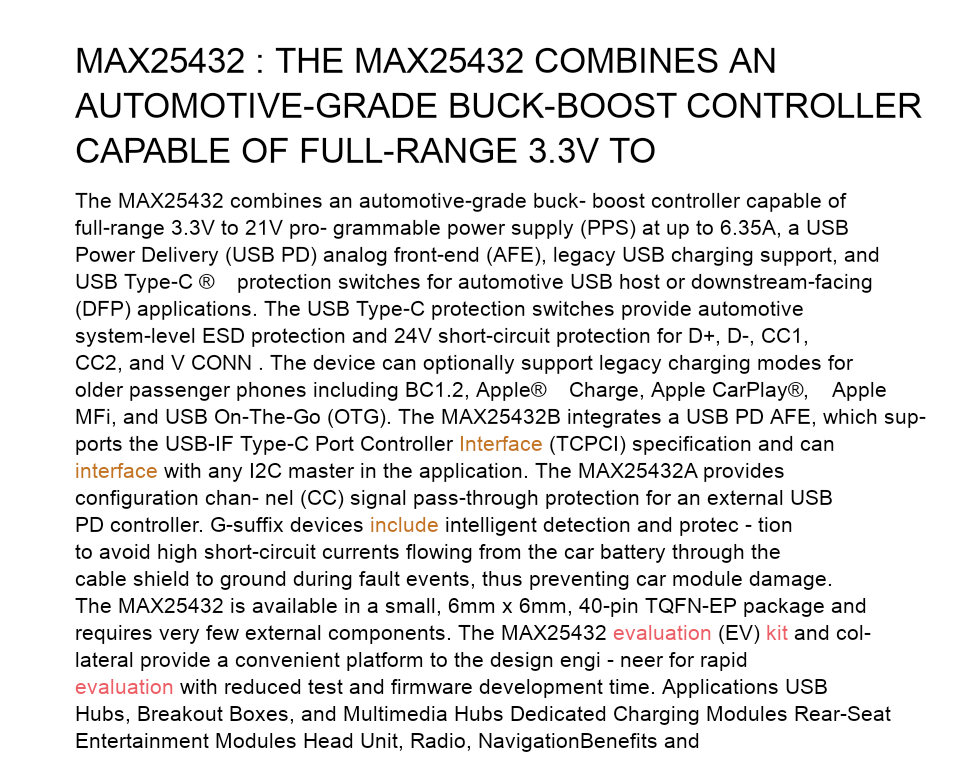 MAX25432 : THE MAX25432 COMBINES AN
AUTOMOTIVE-GRADE BUCK-BOOST CONTROLLER
CAPABLE OF FULL-RANGE 3.3V TO
The MAX25432 combines an automotive-grade buck- boost controller capable of
full-range 3.3V to 21V pro- grammable power supply (PPS) at up to 6.35A, a USB
Power Delivery (USB PD) analog front-end (AFE), legacy USB charging support, and
USB Type-C ® protection switches for automotive USB host or downstream-facing
(DFP) applications. The USB Type-C protection switches provide automotive
system-level ESD protection and 24V short-circuit protection for D+, D-, CC1,
CC2, and V CONN . The device can optionally support legacy charging modes for
older passenger phones including BC1.2, Apple® Charge, Apple CarPlay®, Apple
MFi, and USB On-The-Go (OTG). The MAX25432B integrates a USB PD AFE, which sup-
ports the USB-IF Type-C Port Controller Interface (TCPCI) specification and can
interface with any I2C master in the application. The MAX25432A provides
configuration chan- nel (CC) signal pass-through protection for an external USB
PD controller. G-suffix devices include intelligent detection and protec - tion
to avoid high short-circuit currents flowing from the car battery through the
cable shield to ground during fault events, thus preventing car module damage.
The MAX25432 is available in a small, 6mm x 6mm, 40-pin TQFN-EP package and
requires very few external components. The MAX25432 evaluation (EV) kit and col-
lateral provide a convenient platform to the design engi - neer for rapid
evaluation with reduced test and firmware development time. Applications USB
Hubs, Breakout Boxes, and Multimedia Hubs Dedicated Charging Modules Rear-Seat
Entertainment Modules Head Unit, Radio, NavigationBenefits and